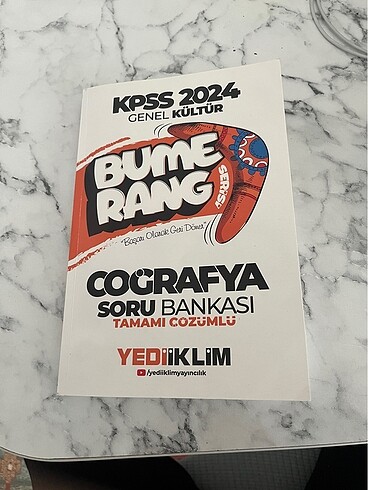 KPSS 2024
GENEL KÜLTÜR
BUME
RANG
SERİSİ
"Başarı Olarak Geri Döner"
COĞRAFYA
SORU BANKASI
TAMAMI ÇÖZÜMLÜ
YEDİİKLİM
/yediiklimyayıncılık